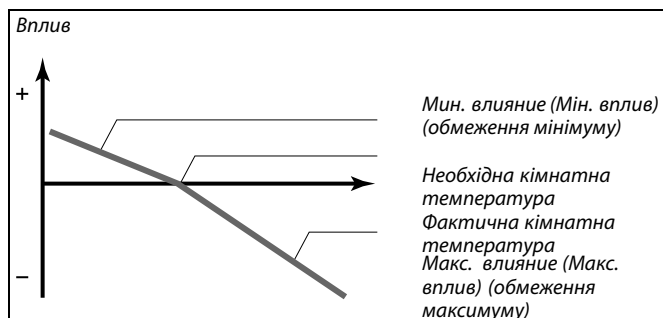 Вплив
+
Мин. влияние (Мін. вплив)
(обмеження мінімуму)
Необхідна кімнатна
температура
Фактична кімнатна
температура
Макс. влияние (Макс.
вплив) (обмеження
максимуму)
−